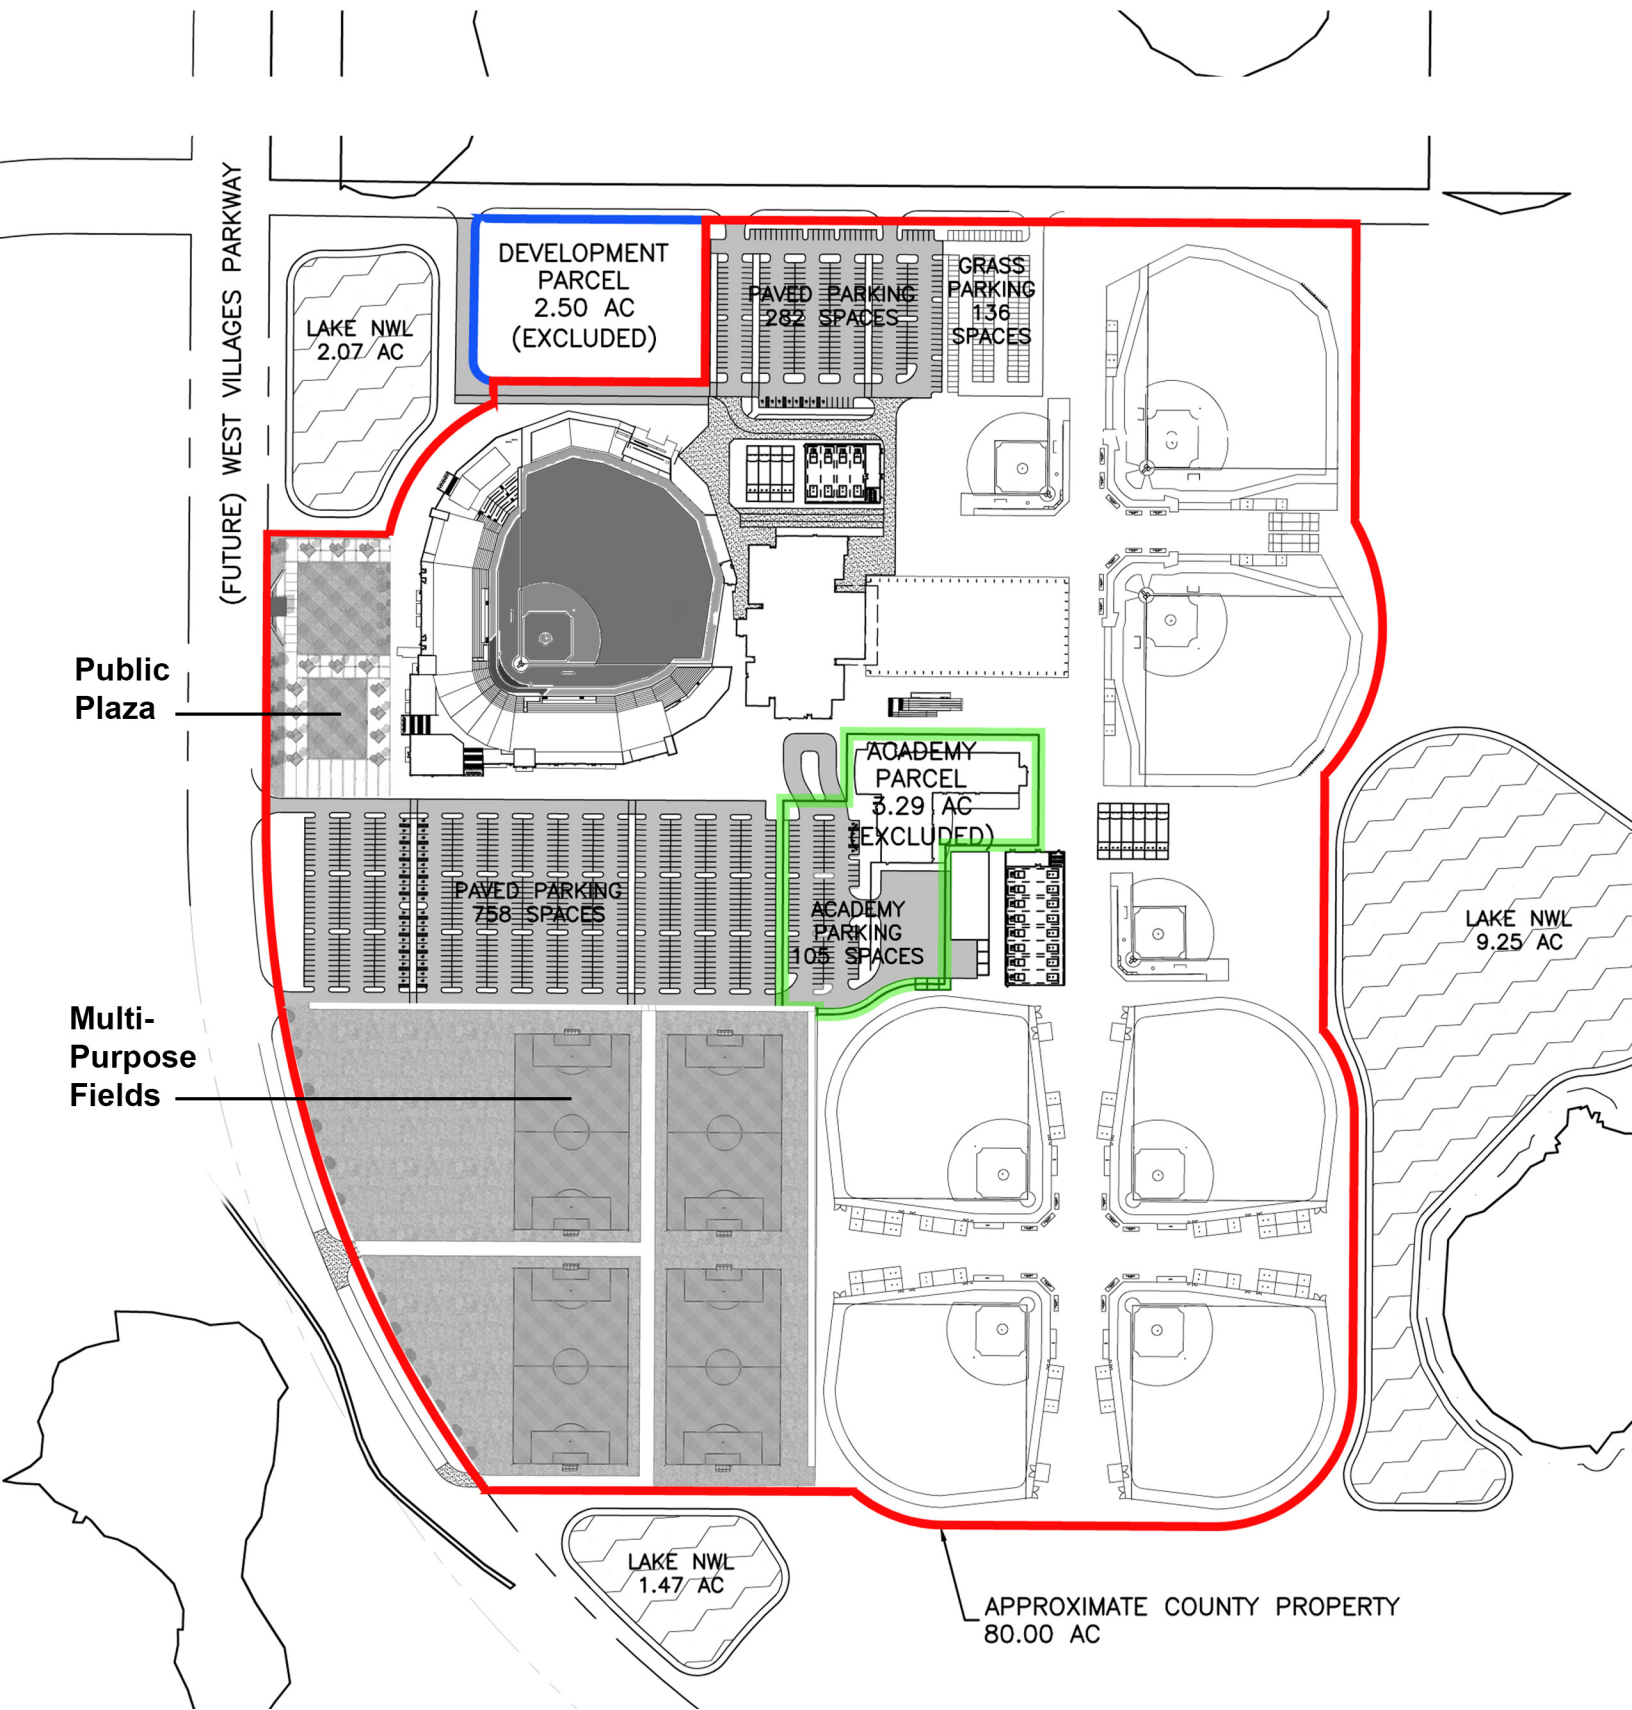 (FUTURE) WEST VILLAGES PARKWAY
DEVELOPMENT
PARCEL
2.50 AC
(EXCLUDED)
PAVED PARKING
282 SPACES
GRASS
PARKING
136
SPACES
LAKE NWL
2.07 AC
Public
Plaza
ACADEMY
PARCEL
3.29 AC
(EXCLUDED)
PAVED PARKING
758 SPACES
ACADEMY
PARKING
105 SPACES
LAKE NWL
9.25 AC
Multi-
Purpose
Fields
LAKE NWL
1.47 AC
APPROXIMATE COUNTY PROPERTY
80.00 AC